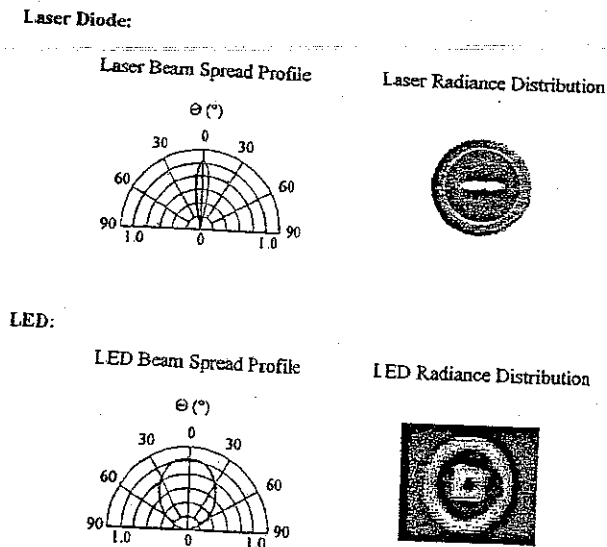 Laser Diode:
Laser Beam Spread Profile
Laser Radiance Distribution
Θ (°)
30 0 30
60 60
90 90
1.0 0 1.0
LED:
LED Beam Spread Profile
LED Radiance Distribution
Θ (°)
30 0 30
60 60
90 90
1.0 0 1.0